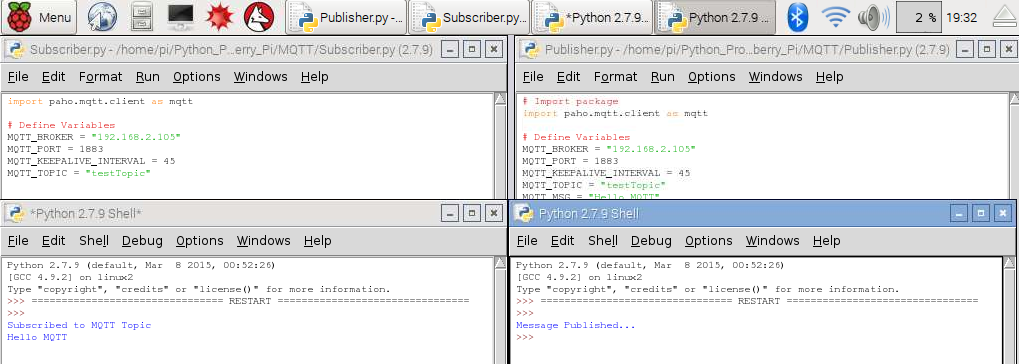 Menu
Publisher.py -...
Subscriber.py...
*Python 2.7.9...
Python 2.7.9 ...
2 %
19:32
Subscriber.py - /home/pi/Python_P...erry_Pi/MQTT/Subscriber.py (2.7.9)
File Edit Format Run Options Windows Help
import paho.mqtt.client as mqtt
# Define Variables
MQTT_BROKER = "192.168.2.105"
MQTT_PORT = 1883
MQTT_KEEPALIVE_INTERVAL = 45
MQTT_TOPIC = "testTopic"
Publisher.py - /home/pi/Python_Pro...berry_Pi/MQTT/Publisher.py (2.7.9)
File Edit Format Run Options Windows Help
# Import package
import paho.mqtt.client as mqtt
# Define Variables
MQTT_BROKER = "192.168.2.105"
MQTT_PORT = 1883
MQTT_KEEPALIVE_INTERVAL = 45
MQTT_TOPIC = "testTopic"
MQTT_MSG = "Hello MQTT"
*Python 2.7.9 Shell*
File Edit Shell Debug Options Windows Help
Python 2.7.9 (default, Mar  8 2015, 00:52:26)
[GCC 4.9.2] on linux2
Type "copyright", "credits" or "license()" for more information.
>>> ================================ RESTART ================================
>>>
Subscribed to MQTT Topic
Hello MQTT
Python 2.7.9 Shell
File Edit Shell Debug Options Windows Help
Python 2.7.9 (default, Mar  8 2015, 00:52:26)
[GCC 4.9.2] on linux2
Type "copyright", "credits" or "license()" for more information.
>>> ================================ RESTART ================================
>>>
Message Published...
>>>